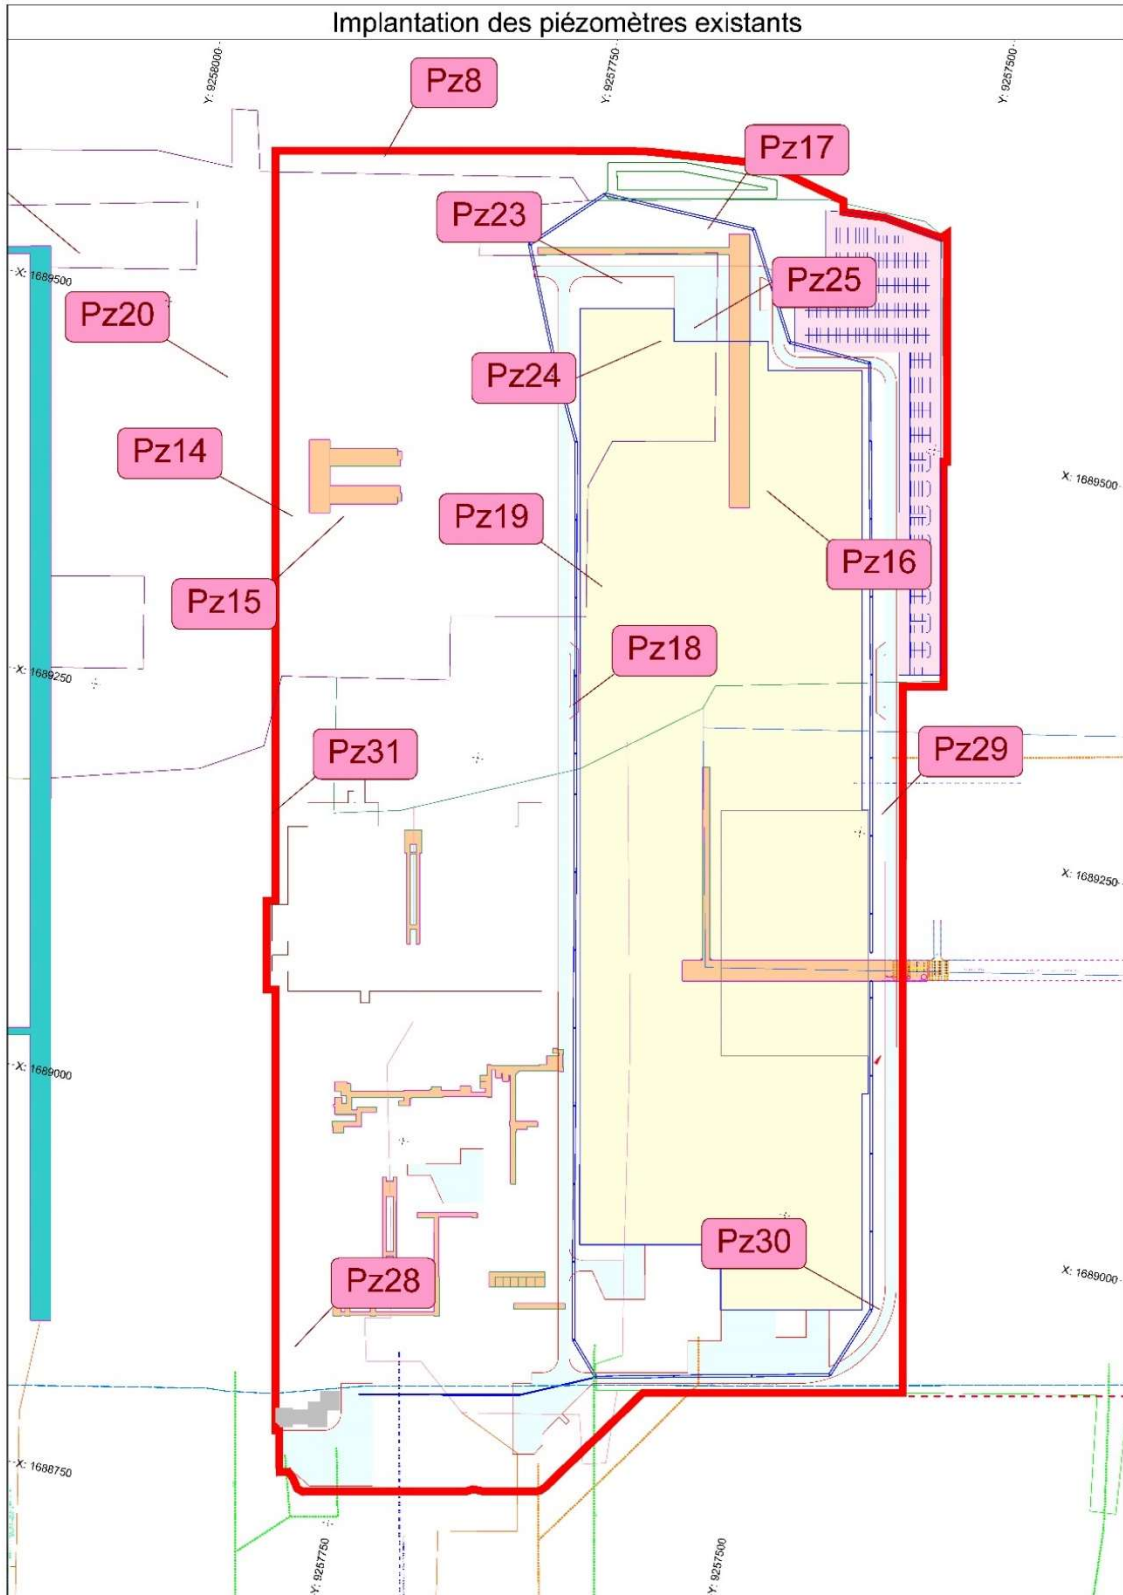 Implantation des piézomètres existants
Y: 9258000
Y: 9257750
Y: 9257500
Pz8
Pz17
Pz23
Pz25
X: 1689500
Pz20
Pz24
Pz14
X: 1689500
Pz19
Pz16
Pz15
Pz18
X: 1689250
Pz31
Pz29
X: 1689250
X: 1689000
Pz30
X: 1689000
Pz28
X: 1688750
Y: 9257750
Y: 9257500